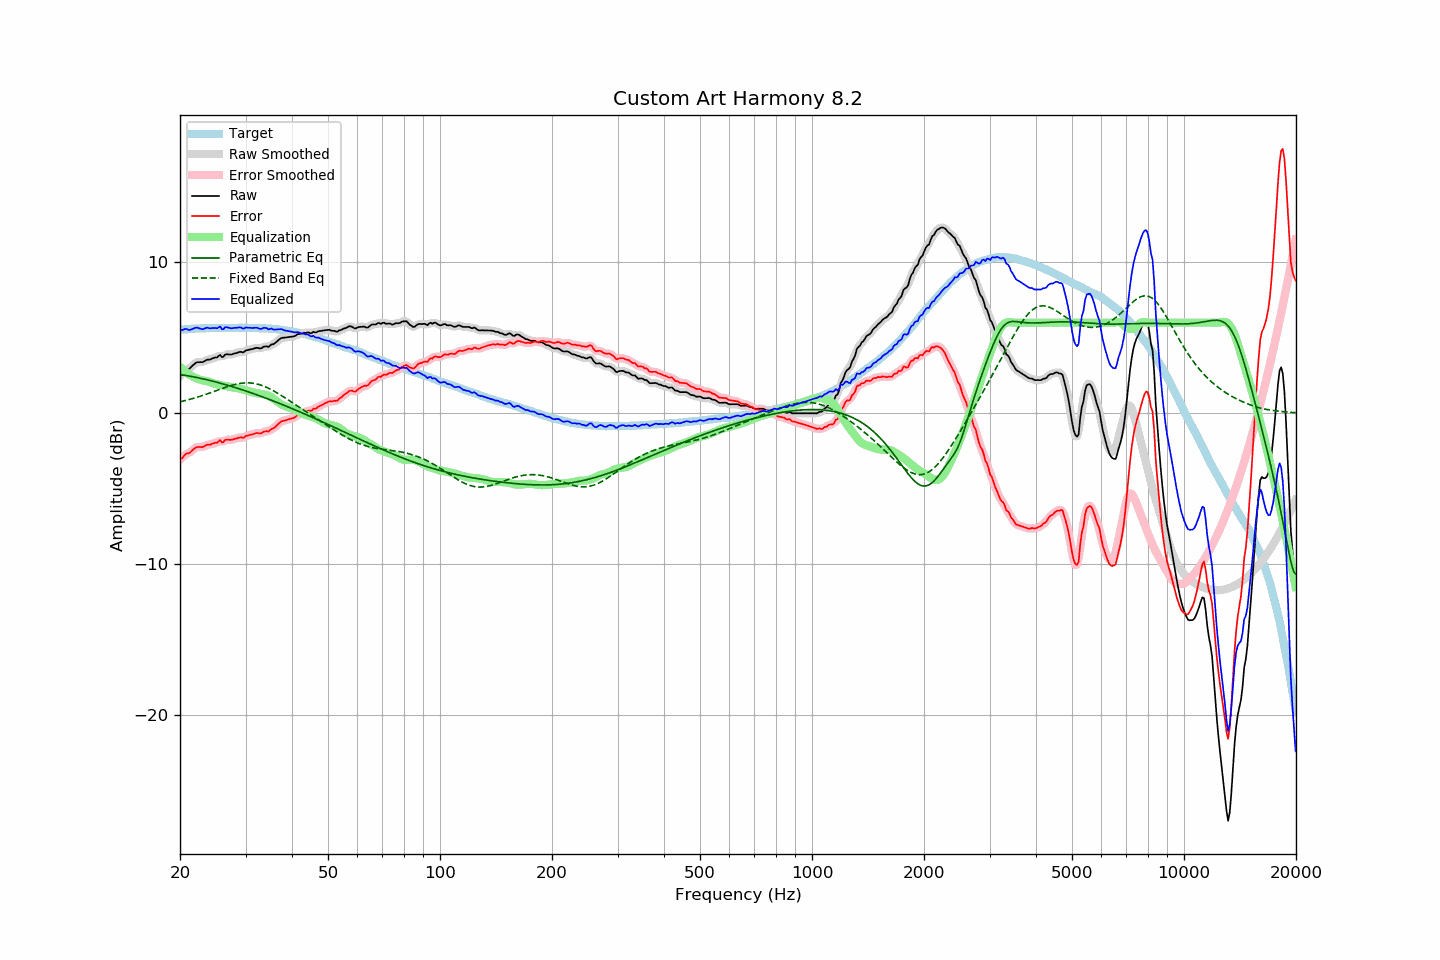 Custom Art Harmony 8.2
Target
Raw Smoothed
Error Smoothed
Raw
Error
Equalization
Parametric Eq
Fixed Band Eq
Equalized
10
0
−10
−20
Amplitude (dBr)
20 50 100 200 500 1000 2000 5000 10000 20000
Frequency (Hz)